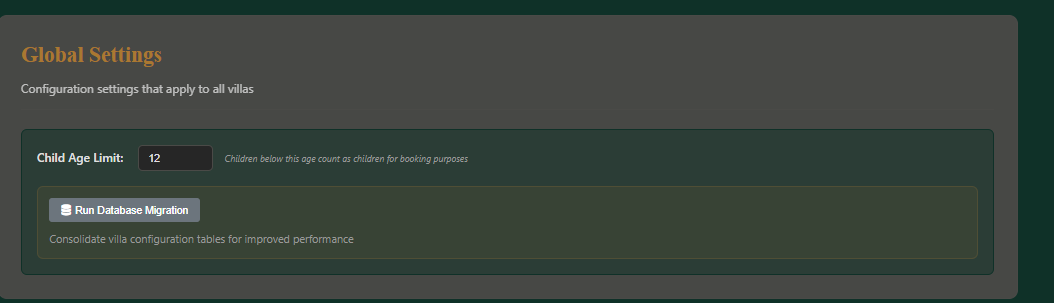 Global Settings
Configuration settings that apply to all villas
Child Age Limit: 12 Children below this age count as children for booking purposes
Run Database Migration
Consolidate villa configuration tables for improved performance